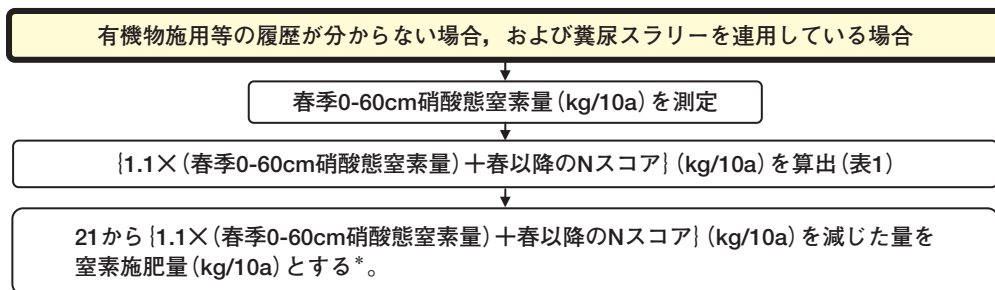 有機物施用等の履歴が分からない場合，および糞尿スラリーを連用している場合
春季0-60cm硝酸態窒素量(kg/10a)を測定
{1.1×(春季0-60cm硝酸態窒素量)＋春以降のNスコア}(kg/10a)を算出(表1)
21から{1.1×(春季0-60cm硝酸態窒素量)＋春以降のNスコア}(kg/10a)を減じた量を
窒素施肥量(kg/10a)とする*。